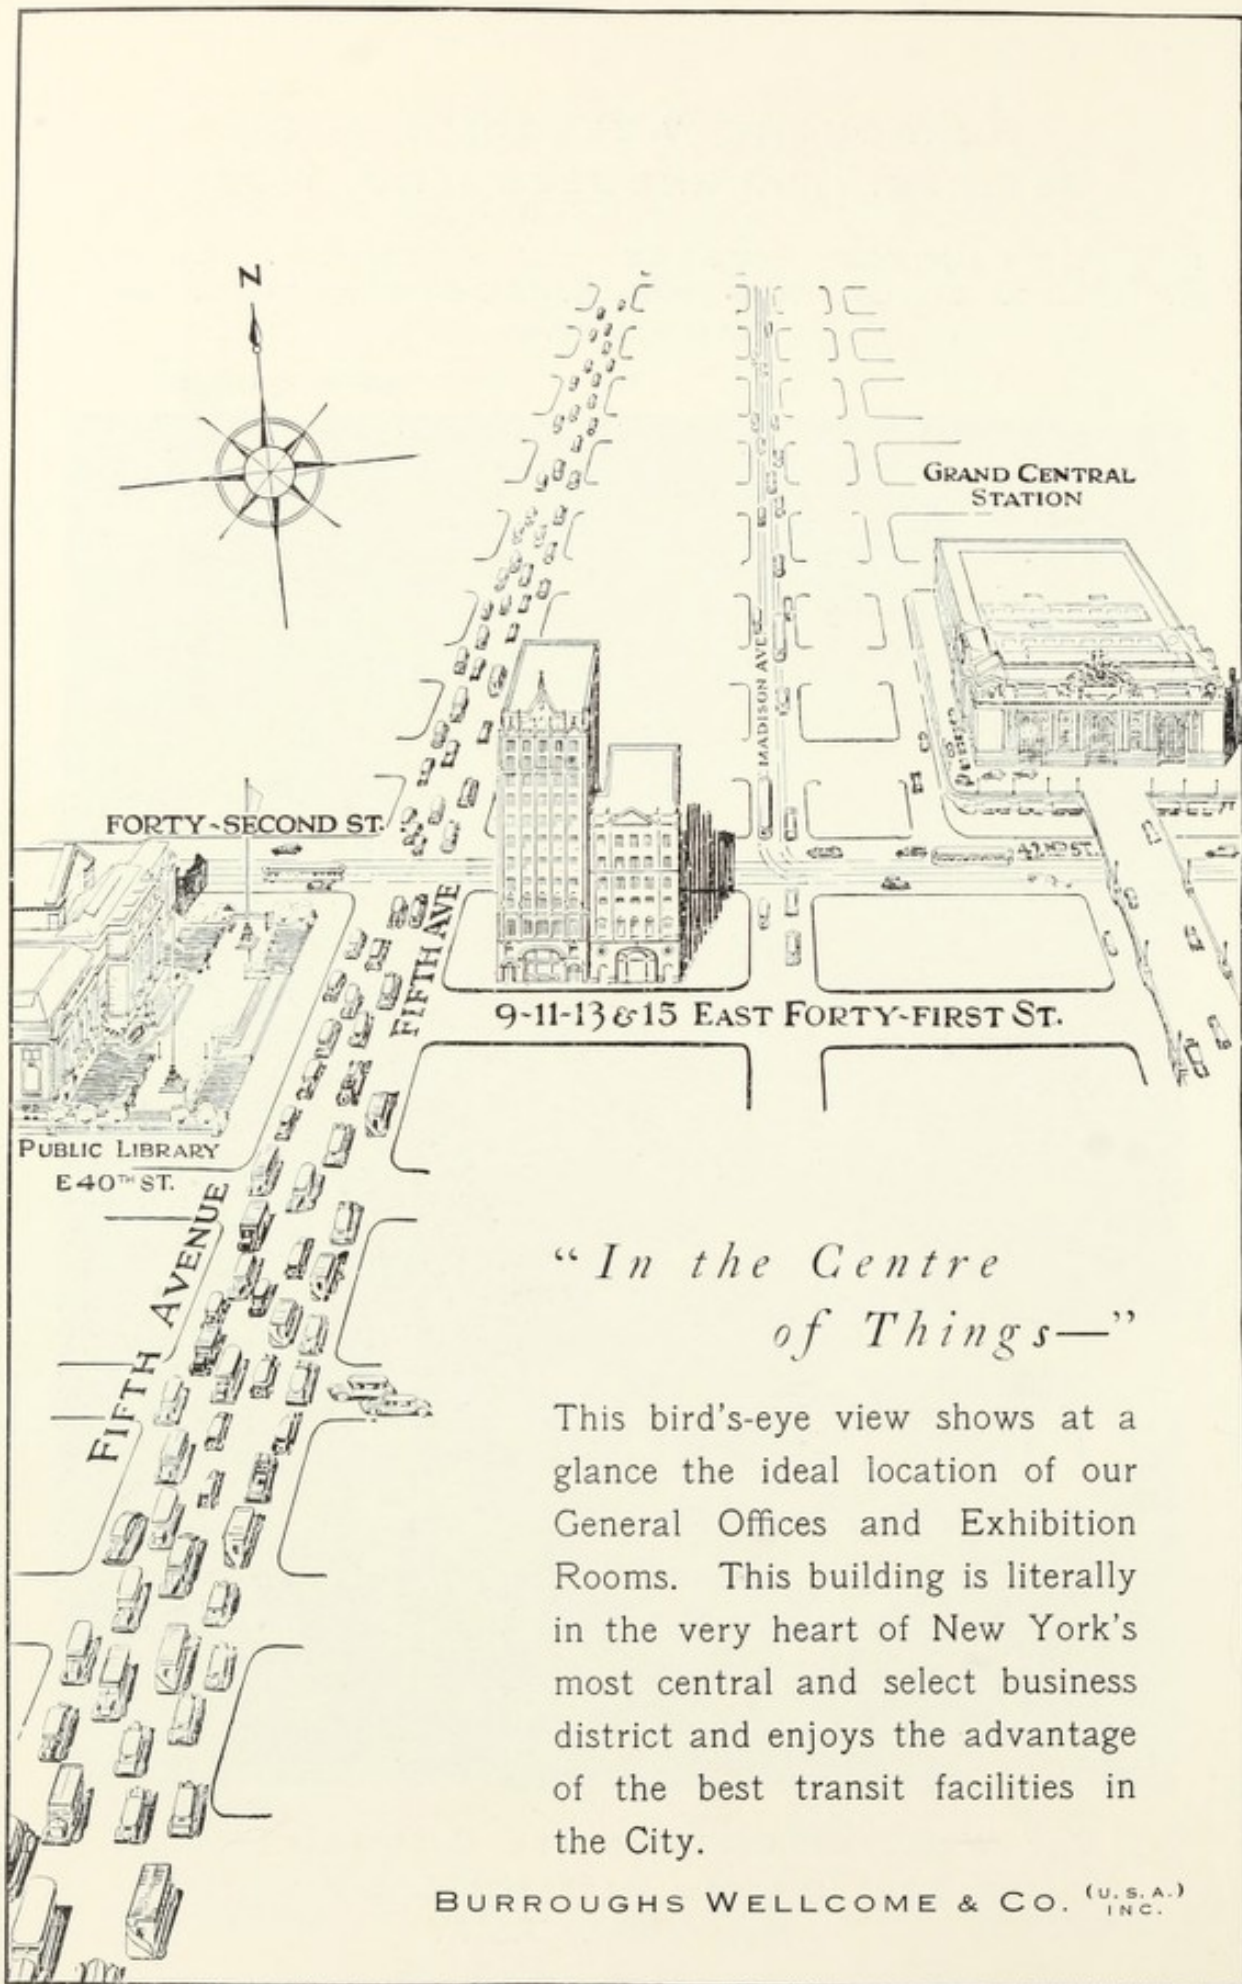 N
GRAND CENTRAL
STATION
MADISON AVE
FORTY-SECOND ST.
42ND ST.
FIFTH AVE
9-11-13 & 15 EAST FORTY-FIRST ST.
PUBLIC LIBRARY
E 40TH ST.
FIFTH AVENUE
“In the Centre
of Things—”
This bird's-eye view shows at a
glance the ideal location of our
General Offices and Exhibition
Rooms. This building is literally
in the very heart of New York's
most central and select business
district and enjoys the advantage
of the best transit facilities in
the City.
BURROUGHS WELLCOME & CO. (U.S.A.) INC.